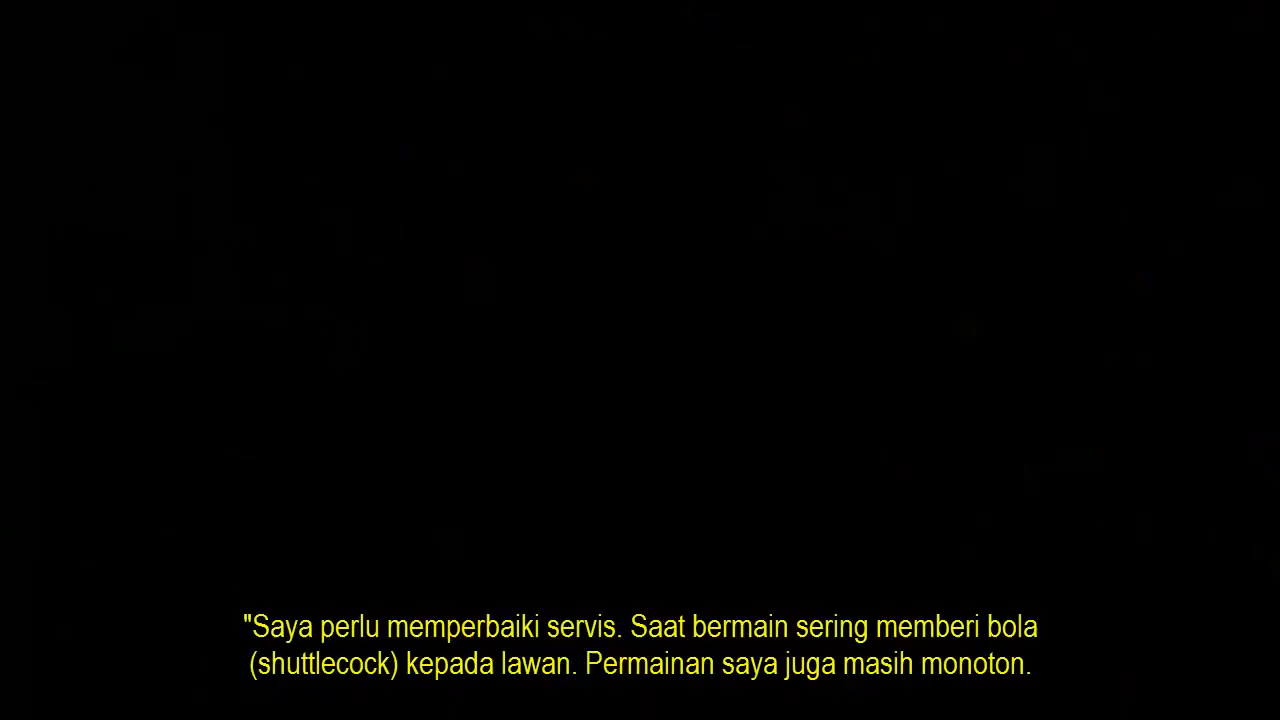 "Saya perlu memperbaiki servis. Saat bermain sering memberi bola
(shuttlecock) kepada lawan. Permainan saya juga masih monoton.